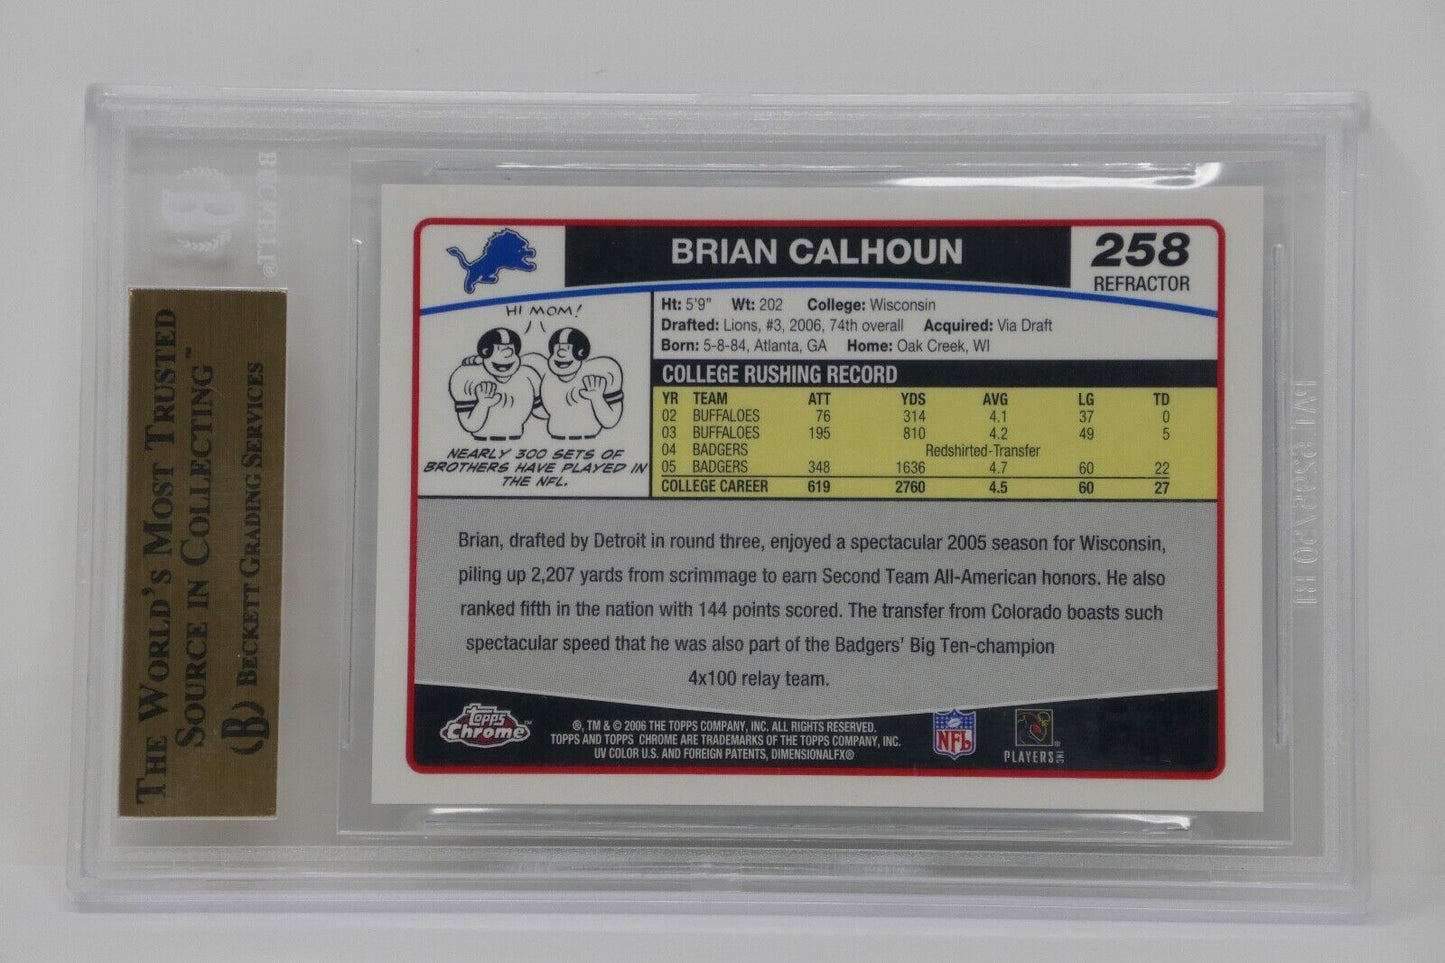 BECKETT®
THE WORLD'S MOST TRUSTED
SOURCE IN COLLECTING™
BECKETT GRADING SERVICES
BRIAN CALHOUN
258
REFRACTOR
HI MOM!
NEARLY 300 SETS OF
BROTHERS HAVE PLAYED IN
THE NFL.
Ht: 5'9" Wt: 202 College: Wisconsin
Drafted: Lions, #3, 2006, 74th overall Acquired: Via Draft
Born: 5-8-84, Atlanta, GA Home: Oak Creek, WI
COLLEGE RUSHING RECORD
YR TEAM ATT YDS AVG LG TD
02 BUFFALOES 76 314 4.1 37 0
03 BUFFALOES 195 810 4.2 49 5
04 BADGERS Redshirted-Transfer
05 BADGERS 348 1636 4.7 60 22
COLLEGE CAREER 619 2760 4.5 60 27
Brian, drafted by Detroit in round three, enjoyed a spectacular 2005 season for Wisconsin,
piling up 2,207 yards from scrimmage to earn Second Team All-American honors. He also
ranked fifth in the nation with 144 points scored. The transfer from Colorado boasts such
spectacular speed that he was also part of the Badgers' Big Ten-champion
4x100 relay team.
Topps
Chrome™
®, TM & © 2006 THE TOPPS COMPANY, INC. ALL RIGHTS RESERVED.
TOPPS AND TOPPS CHROME ARE TRADEMARKS OF THE TOPPS COMPANY, INC.
UV COLOR U.S. AND FOREIGN PATENTS, DIMENSIONALFX®
NFL
PLAYERS INC